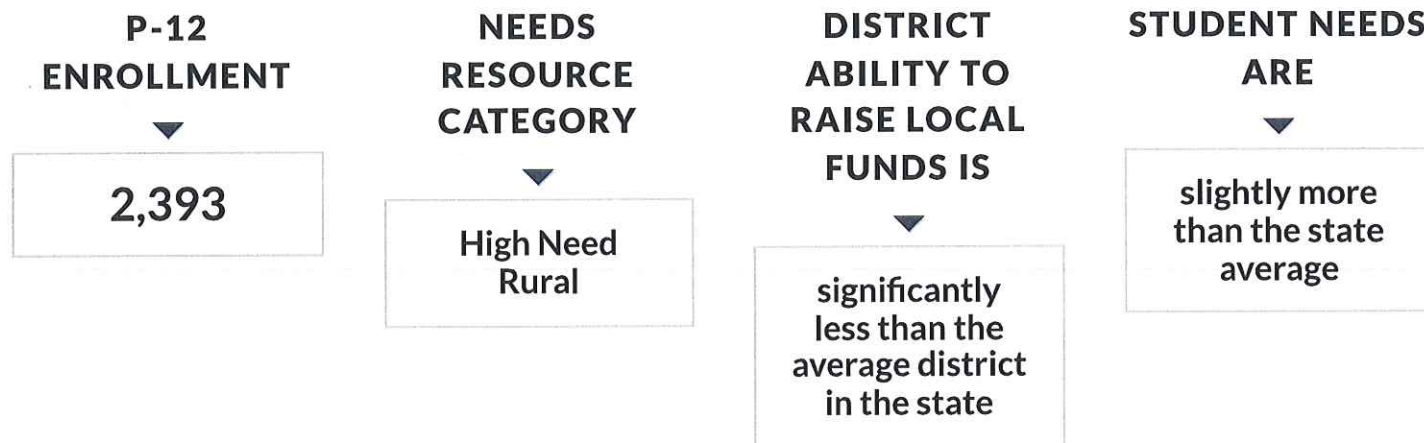 P-12
ENROLLMENT
2,393
NEEDS
RESOURCE
CATEGORY
High Need
Rural
DISTRICT
ABILITY TO
RAISE LOCAL
FUNDS IS
significantly
less than the
average district
in the state
STUDENT NEEDS
ARE
slightly more
than the state
average